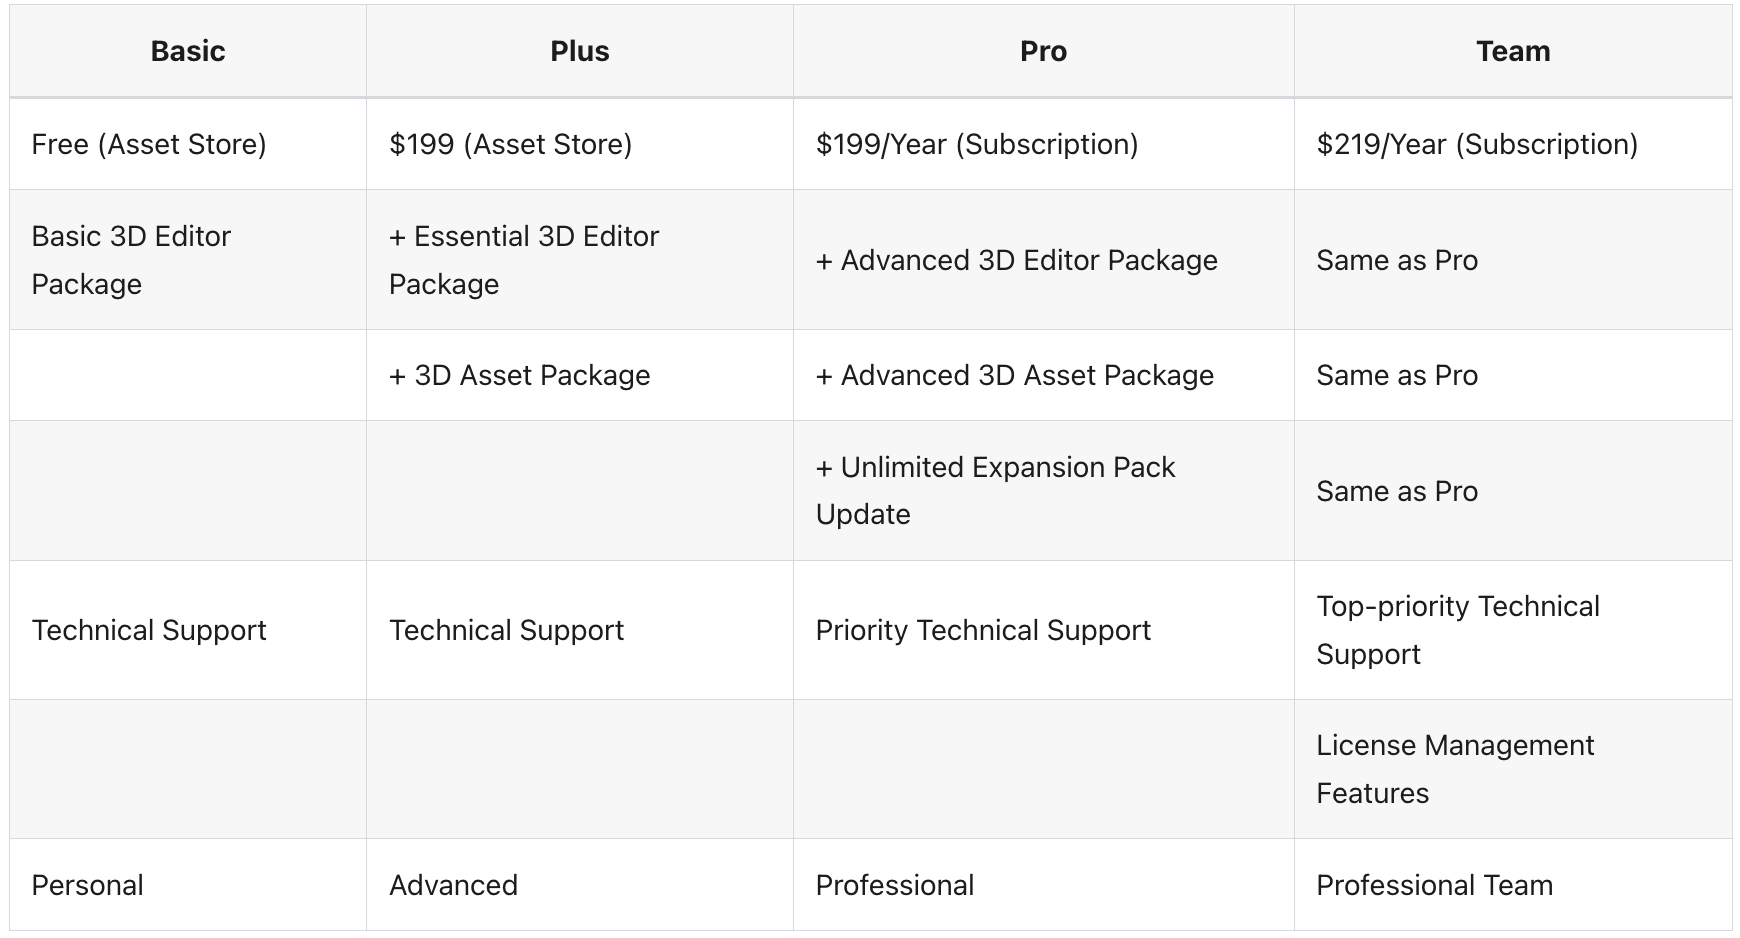 Basic Plus Pro Team
Free (Asset Store) $199 (Asset Store) $199/Year (Subscription) $219/Year (Subscription)
Basic 3D Editor
Package
+ Essential 3D Editor
Package
+ Advanced 3D Editor Package
Same as Pro
+ 3D Asset Package + Advanced 3D Asset Package Same as Pro
+ Unlimited Expansion Pack
Update
Same as Pro
Technical Support Technical Support Priority Technical Support
Top-priority Technical
Support
License Management
Features
Personal Advanced Professional Professional Team